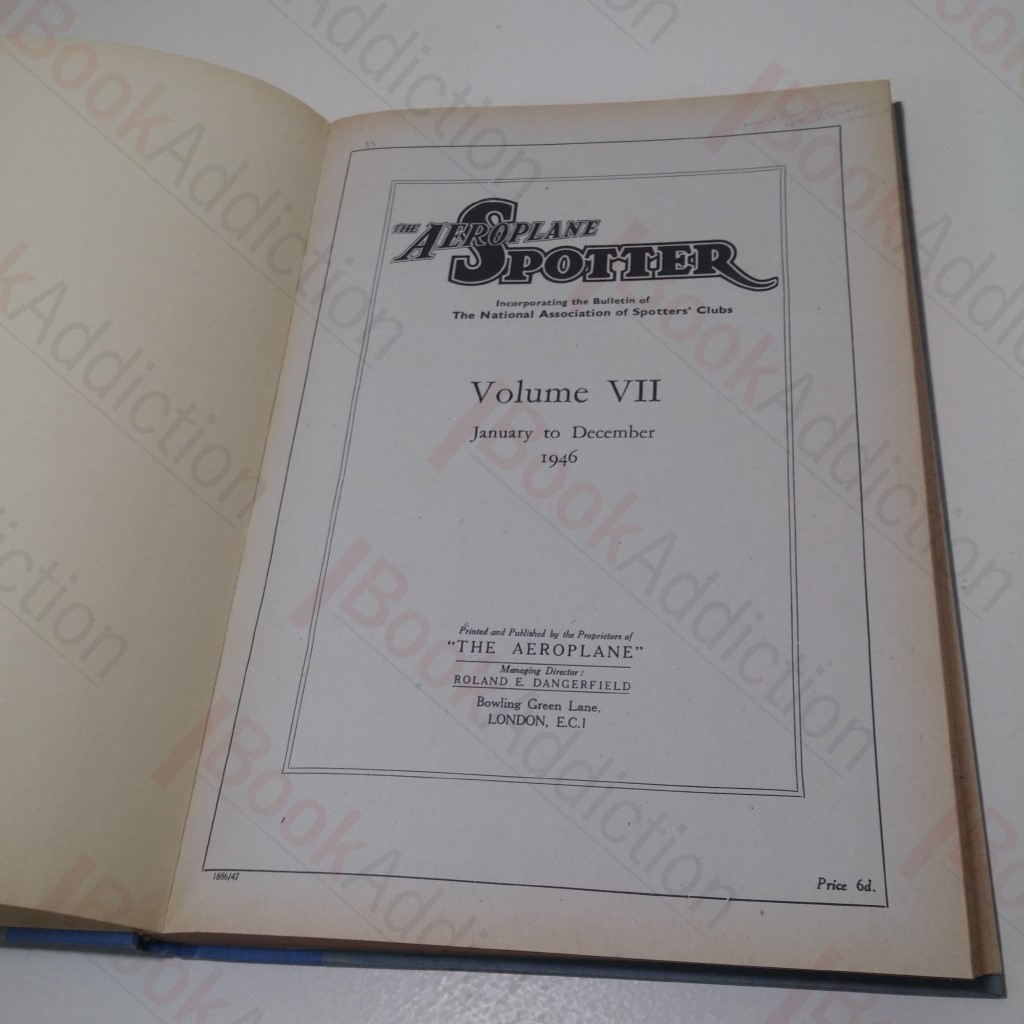 THE AEROPLANE
SPOTTER
Incorporating the Bulletin of
The National Association of Spotters' Clubs
Volume VII
January to December
1946
Printed and Published by the Proprietors of
"THE AEROPLANE"
Managing Director:
ROLAND E. DANGERFIELD
Bowling Green Lane,
LONDON, E.C.1
1886/47
Price 6d.
BookAddiction